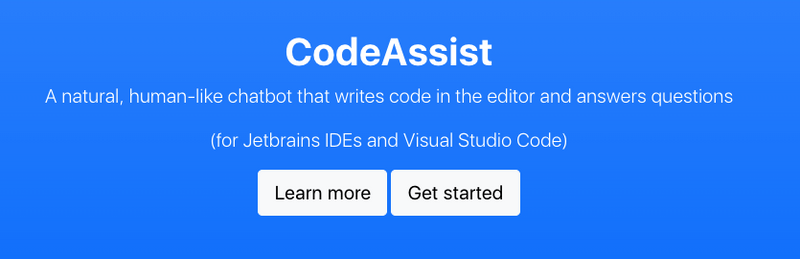 CodeAssist
A natural, human-like chatbot that writes code in the editor and answers questions
(for Jetbrains IDEs and Visual Studio Code)
Learn more Get started